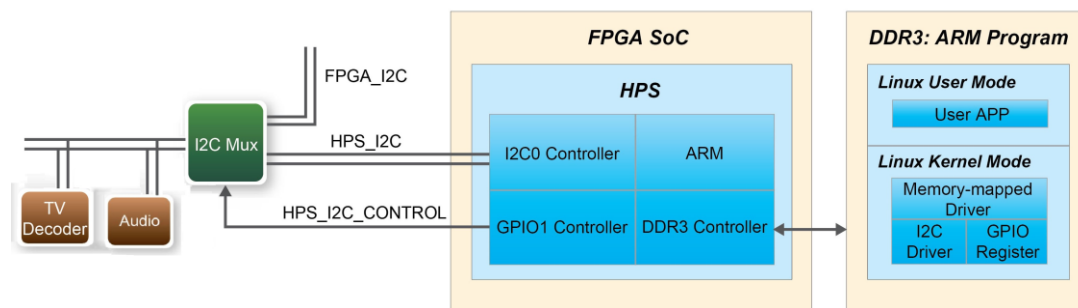 FPGA SoC
DDR3: ARM Program
FPGA_I2C
HPS
Linux User Mode
User APP
I2C Mux
HPS_I2C
I2C0 Controller
ARM
Linux Kernel Mode
Memory-mapped
Driver
TV
Decoder
Audio
HPS_I2C_CONTROL
GPIO1 Controller
DDR3 Controller
I2C
Driver
GPIO
Register